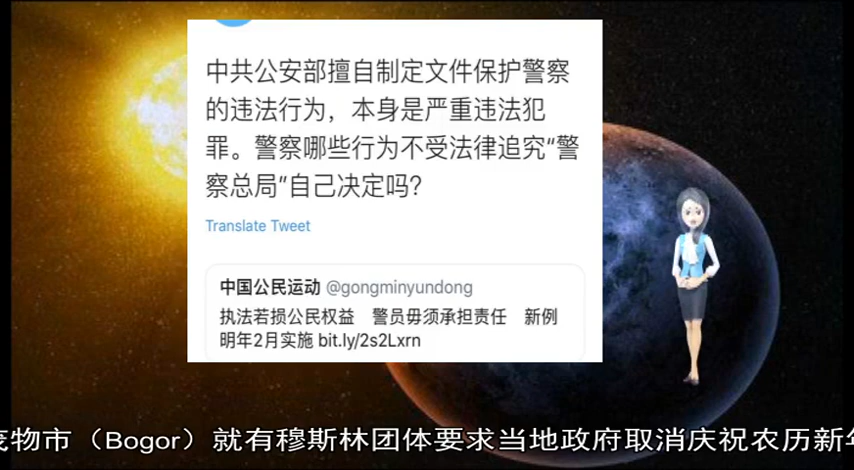 中共公安部擅自制定文件保护警察
的违法行为，本身是严重违法犯
罪。警察哪些行为不受法律追究“警
察总局”自己决定吗？
Translate Tweet
中国公民运动 @gongminyundong
执法若损公民权益　警员毋须承担责任　新例
明年2月实施 bit.ly/2s2Lxrn
茂物市（Bogor）就有穆斯林团体要求当地政府取消庆祝农历新年